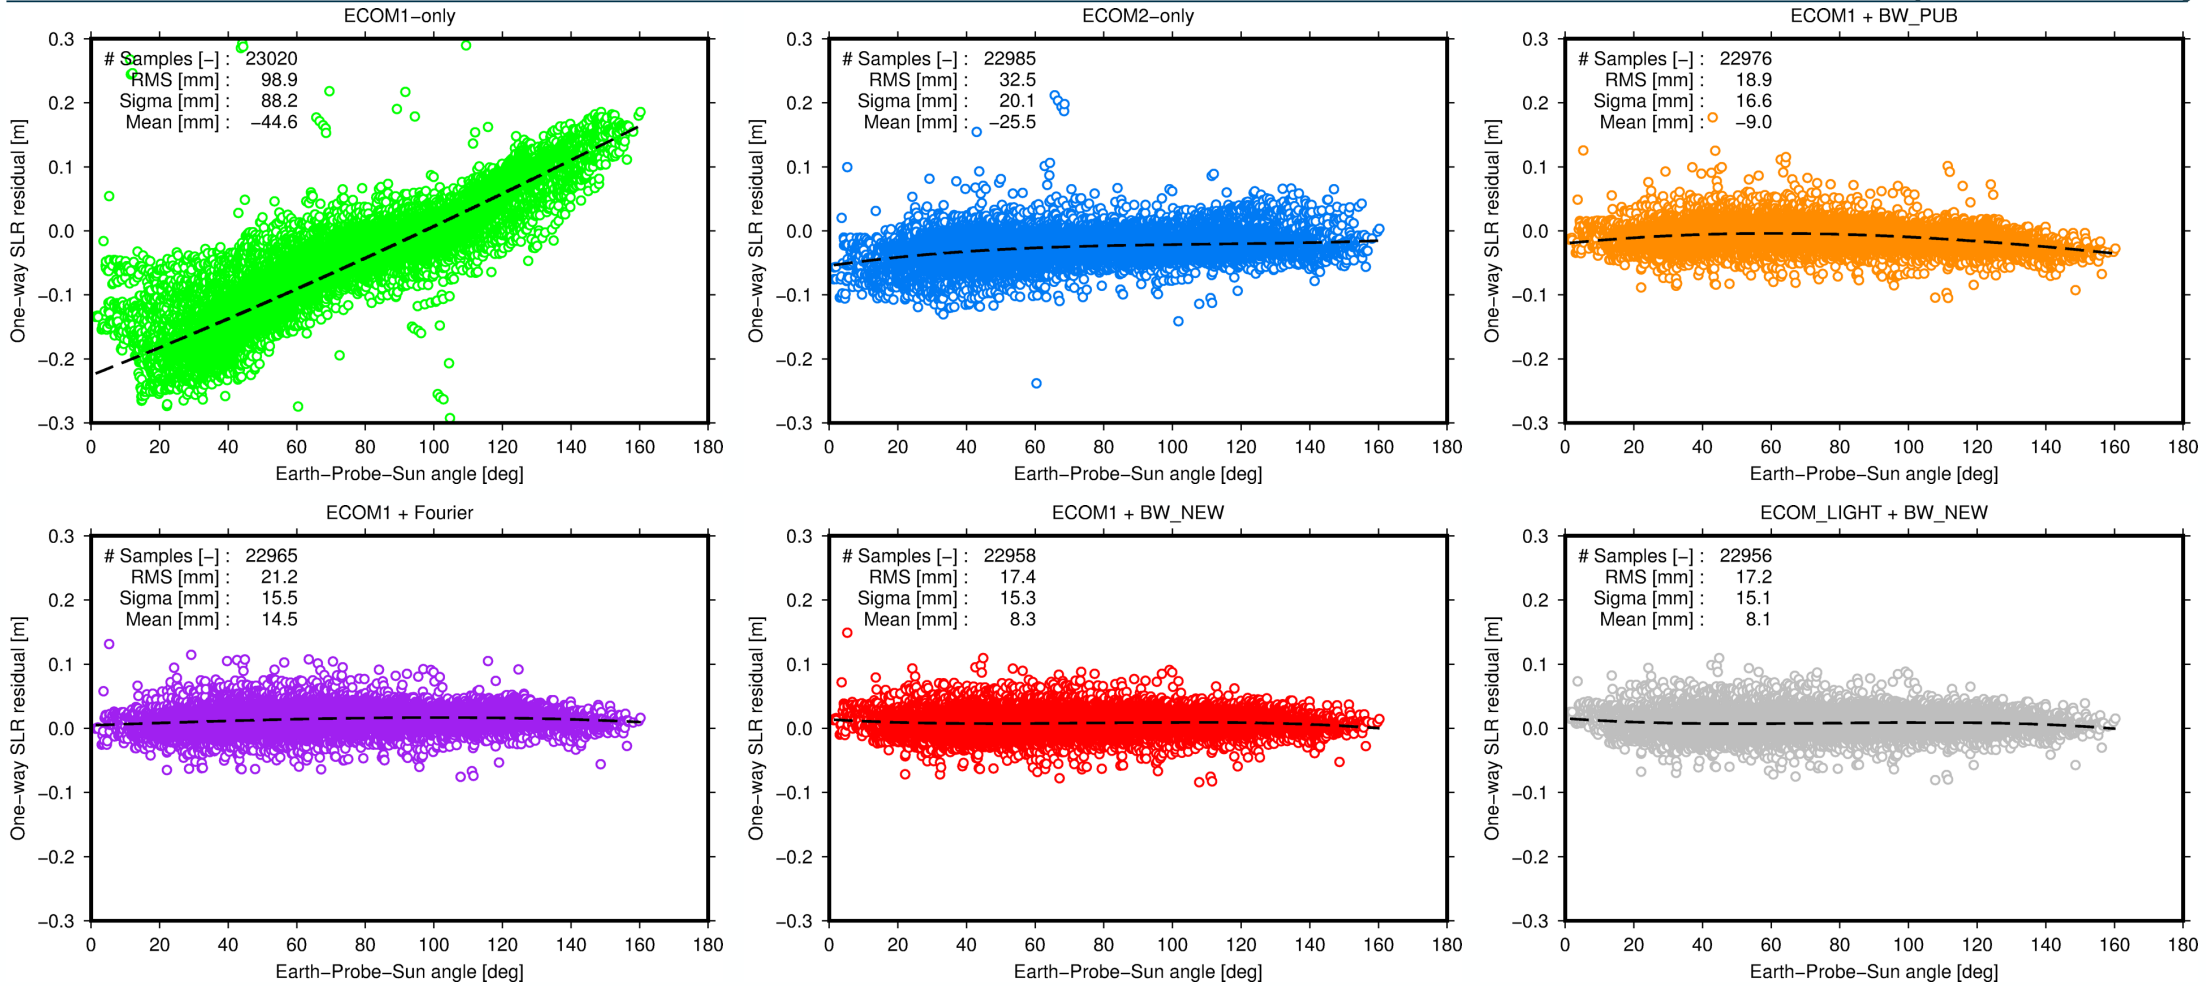 ECOM1−only
# Samples [−] : 23020
RMS [mm] : 98.9
Sigma [mm] : 88.2
Mean [mm] : −44.6
One−way SLR residual [m]
0.3
0.2
0.1
0.0
−0.1
−0.2
−0.3
0 20 40 60 80 100 120 140 160 180
Earth−Probe−Sun angle [deg]
ECOM2−only
# Samples [−] : 22985
RMS [mm] : 32.5
Sigma [mm] : 20.1
Mean [mm] : −25.5
One−way SLR residual [m]
0.3
0.2
0.1
0.0
−0.1
−0.2
−0.3
0 20 40 60 80 100 120 140 160 180
Earth−Probe−Sun angle [deg]
ECOM1 + BW_PUB
# Samples [−] : 22976
RMS [mm] : 18.9
Sigma [mm] : 16.6
Mean [mm] : −9.0
One−way SLR residual [m]
0.3
0.2
0.1
0.0
−0.1
−0.2
−0.3
0 20 40 60 80 100 120 140 160 180
Earth−Probe−Sun angle [deg]
ECOM1 + Fourier
# Samples [−] : 22965
RMS [mm] : 21.2
Sigma [mm] : 15.5
Mean [mm] : 14.5
One−way SLR residual [m]
0.3
0.2
0.1
0.0
−0.1
−0.2
−0.3
0 20 40 60 80 100 120 140 160 180
Earth−Probe−Sun angle [deg]
ECOM1 + BW_NEW
# Samples [−] : 22958
RMS [mm] : 17.4
Sigma [mm] : 15.3
Mean [mm] : 8.3
One−way SLR residual [m]
0.3
0.2
0.1
0.0
−0.1
−0.2
−0.3
0 20 40 60 80 100 120 140 160 180
Earth−Probe−Sun angle [deg]
ECOM_LIGHT + BW_NEW
# Samples [−] : 22956
RMS [mm] : 17.2
Sigma [mm] : 15.1
Mean [mm] : 8.1
One−way SLR residual [m]
0.3
0.2
0.1
0.0
−0.1
−0.2
−0.3
0 20 40 60 80 100 120 140 160 180
Earth−Probe−Sun angle [deg]